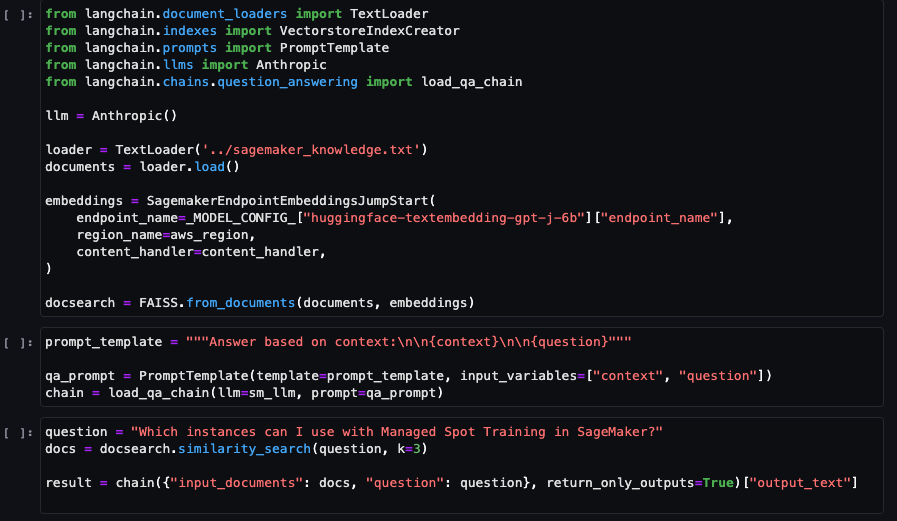 [ ]: from langchain.document_loaders import TextLoader
from langchain.indexes import VectorstoreIndexCreator
from langchain.prompts import PromptTemplate
from langchain.llms import Anthropic
from langchain.chains.question_answering import load_qa_chain

llm = Anthropic()

loader = TextLoader('../sagemaker_knowledge.txt')
documents = loader.load()

embeddings = SagemakerEndpointEmbeddingsJumpStart(
    endpoint_name=_MODEL_CONFIG_["huggingface-textembedding-gpt-j-6b"]["endpoint_name"],
    region_name=aws_region,
    content_handler=content_handler,
)

docsearch = FAISS.from_documents(documents, embeddings)

[ ]: prompt_template = """Answer based on context:\n\n{context}\n\n{question}"""

qa_prompt = PromptTemplate(template=prompt_template, input_variables=["context", "question"])
chain = load_qa_chain(llm=sm_llm, prompt=qa_prompt)

[ ]: question = "Which instances can I use with Managed Spot Training in SageMaker?"
docs = docsearch.similarity_search(question, k=3)

result = chain({"input_documents": docs, "question": question}, return_only_outputs=True)["output_text"]